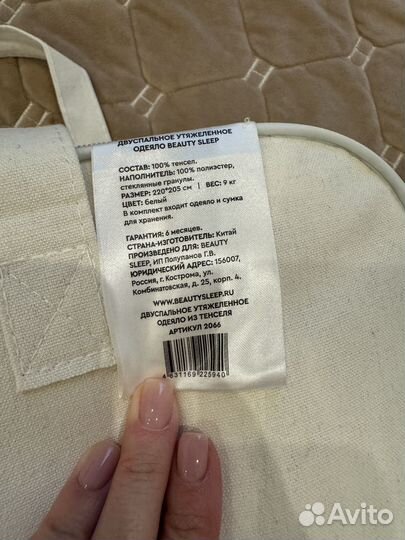 ДВУСПАЛЬНОЕ УТЯЖЕЛЕННОЕ
ОДЕЯЛО BEAUTY SLEEP
СОСТАВ: 100% тенсел.
НАПОЛНИТЕЛЬ: 100% полиэстер,
стеклянные гранулы.
РАЗМЕР: 220*205 см | ВЕС: 9 кг
ЦВЕТ: белый
В комплект входит одеяло и сумка
для хранения.
ГАРАНТИЯ: 6 месяцев.
СТРАНА-ИЗГОТОВИТЕЛЬ: Китай
ПРОИЗВЕДЕНО ДЛЯ: BEAUTY
SLEEP, ИП Полупанов Г.В.
ЮРИДИЧЕСКИЙ АДРЕС: 156007,
Россия, г. Кострома, ул.
Комбинатовская, д. 25, корп. 4.
WWW.BEAUTYSLEEP.RU
ДВУСПАЛЬНОЕ УТЯЖЕЛЕННОЕ
ОДЕЯЛО ИЗ ТЕНСЕЛЯ
АРТИКУЛ 2066
4 631169 225940
Avito